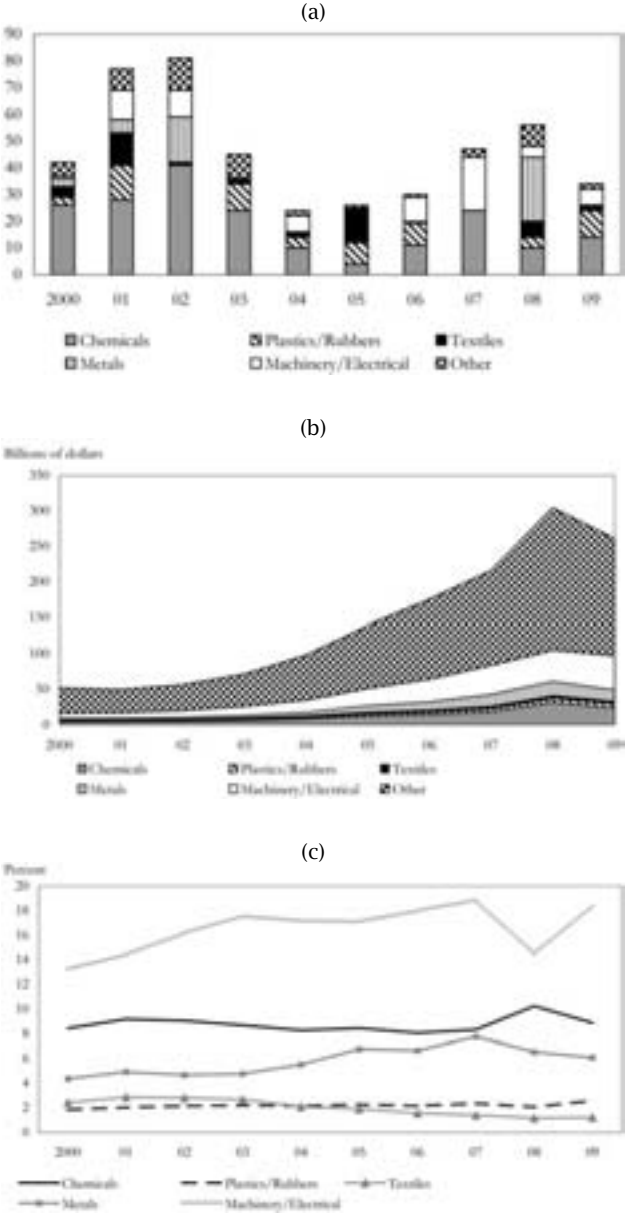 (a)
90
80
70
60
50
40
30
20
10
0
2000 01 02 03 04 05 06 07 08 09
Chemicals Plastics/Rubbers Textiles
Metals Machinery/Electrical Other
(b)
Billions of dollars
350
300
250
200
150
100
50
0
2000 01 02 03 04 05 06 07 08 09*
Chemicals Plastics/Rubbers Textiles
Metals Machinery/Electrical Other
(c)
Percent
20
18
16
14
12
10
8
6
4
2
0
2000 01 02 03 04 05 06 07 08 09
Chemicals Plastics/Rubbers Textiles
Metals Machinery/Electrical